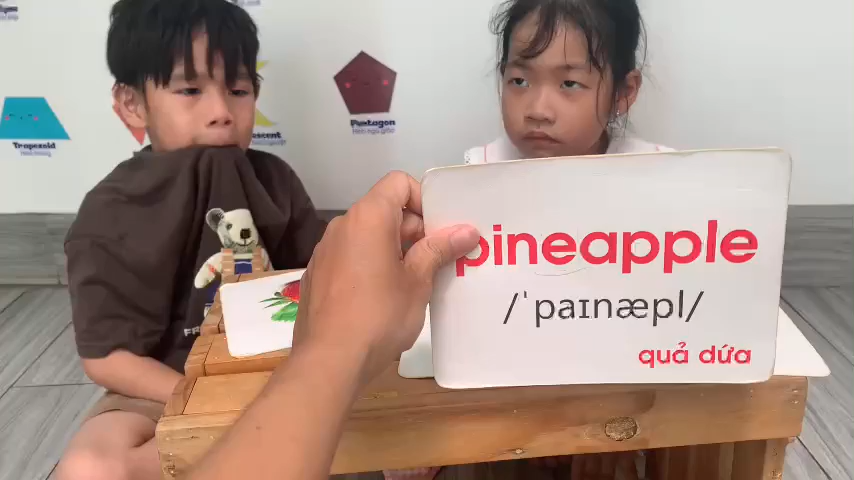 Pentagon
Trapezoid
pineapple
/ˈpaɪnæpl/
quả dứa